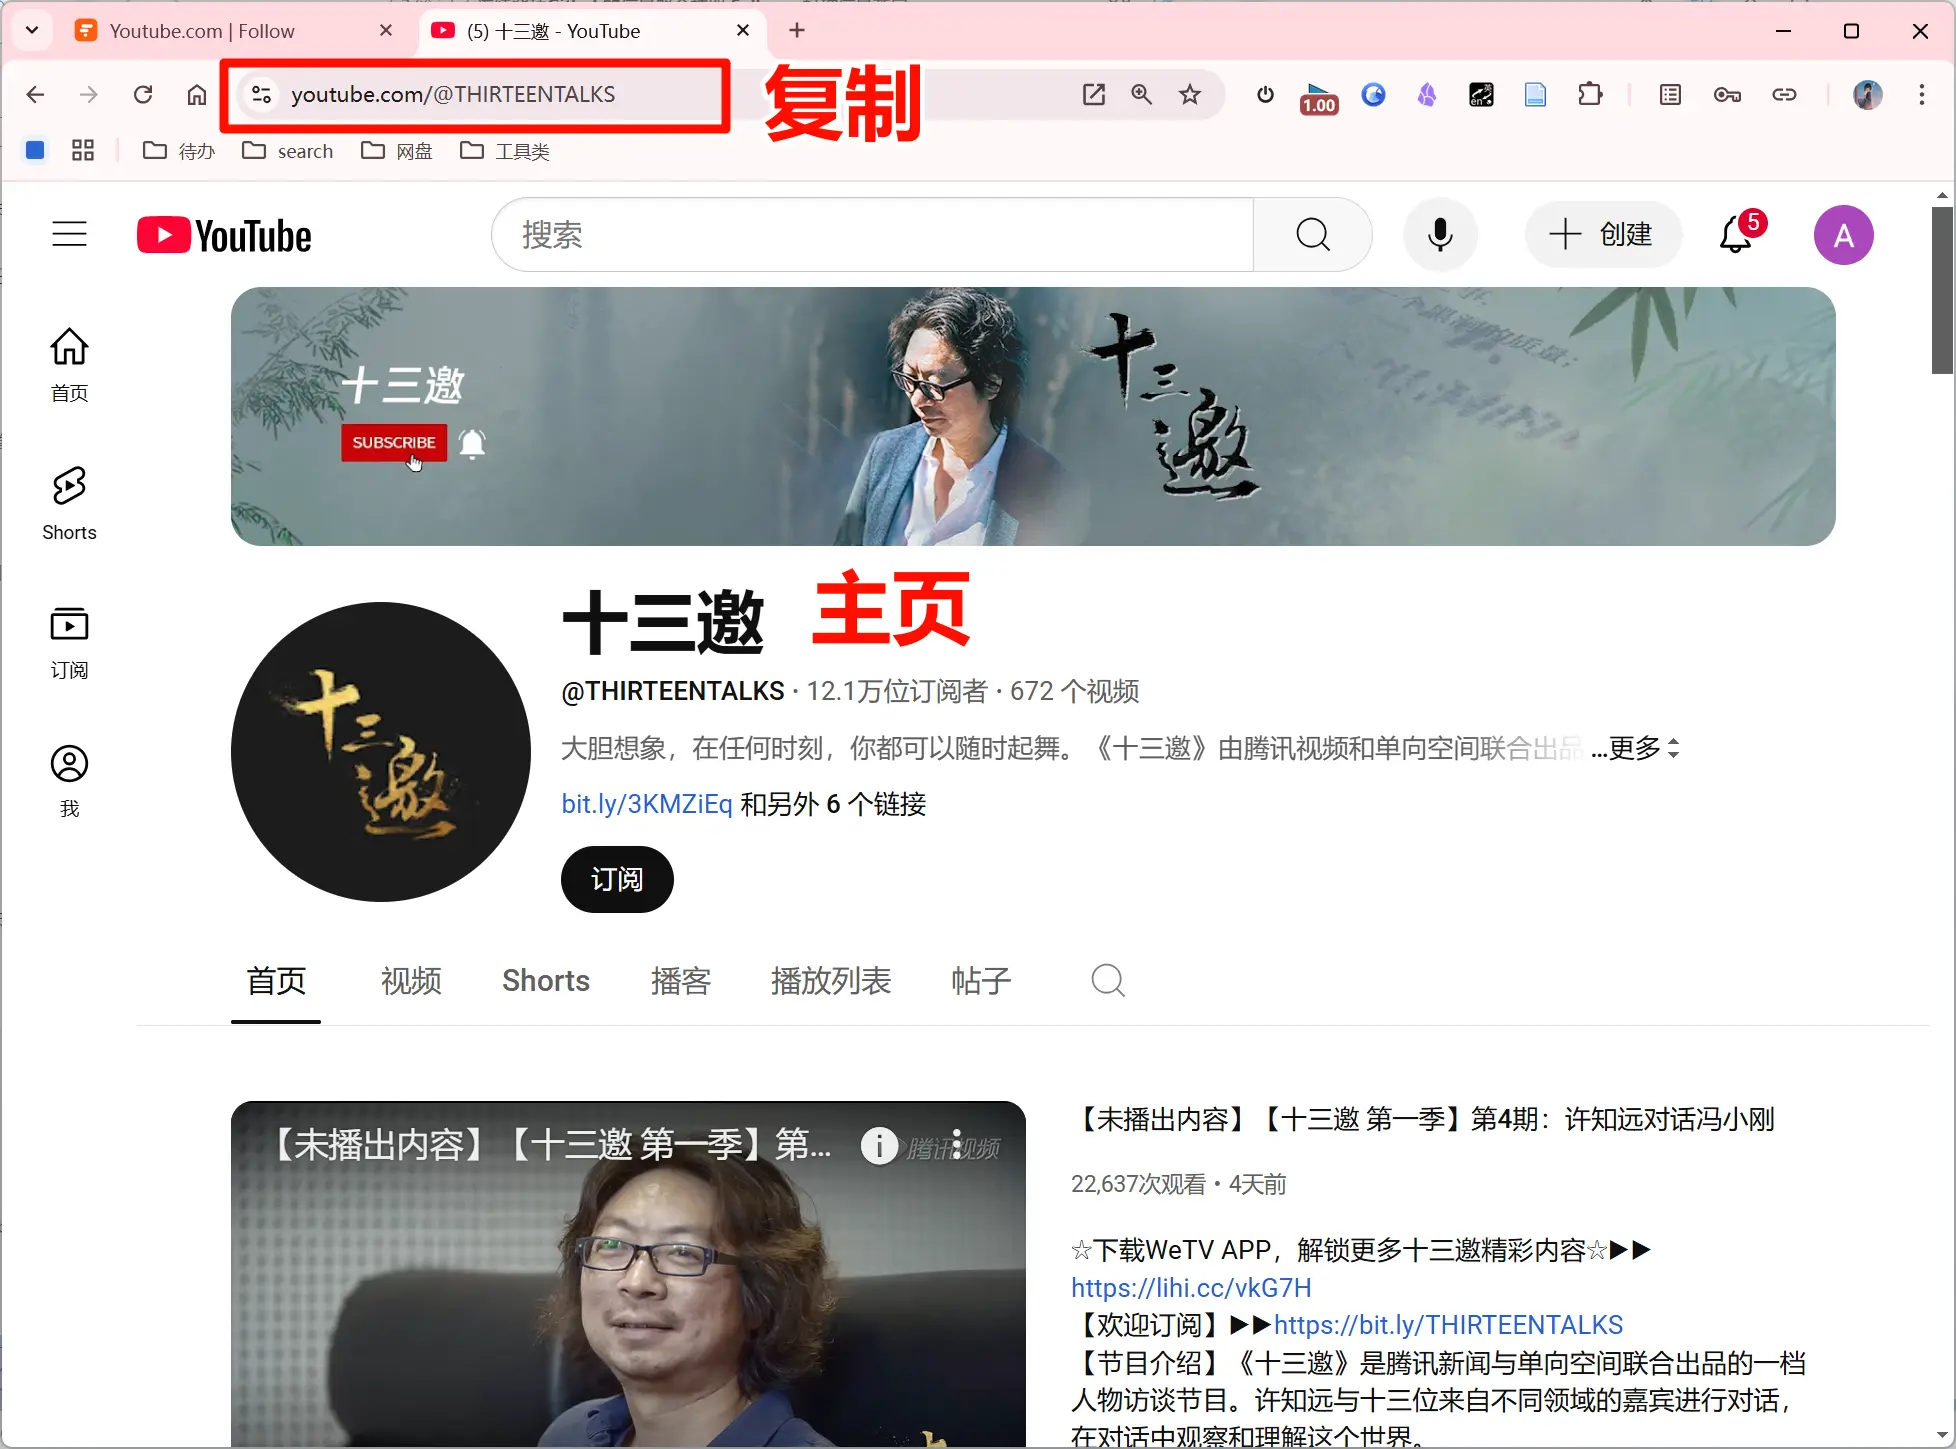 Youtube.com | Follow
(5) 十三邀 - YouTube
youtube.com/@THIRTEENTALKS
复制
1.00
待办
search
网盘
工具类
YouTube
搜索
创建
5
A
首页
Shorts
订阅
我
十三邀
SUBSCRIBE
十三邀
十三邀
十三邀
主页
@THIRTEENTALKS · 12.1万位订阅者 · 672 个视频
大胆想象，在任何时刻，你都可以随时起舞。《十三邀》由腾讯视频和单向空间联合出品 ...更多
bit.ly/3KMZiEq 和另外 6 个链接
订阅
首页 视频 Shorts 播客 播放列表 帖子
【未播出内容】【十三邀 第一季】第...
腾讯视频
【未播出内容】【十三邀 第一季】第4期：许知远对话冯小刚
22,637次观看 • 4天前
☆下载WeTV APP，解锁更多十三邀精彩内容☆▶▶
https://lihi.cc/vkG7H
【欢迎订阅】▶▶https://bit.ly/THIRTEENTALKS
【节目介绍】《十三邀》是腾讯新闻与单向空间联合出品的一档
人物访谈节目。许知远与十三位来自不同领域的嘉宾进行对话，
在对话中观察和理解这个世界。